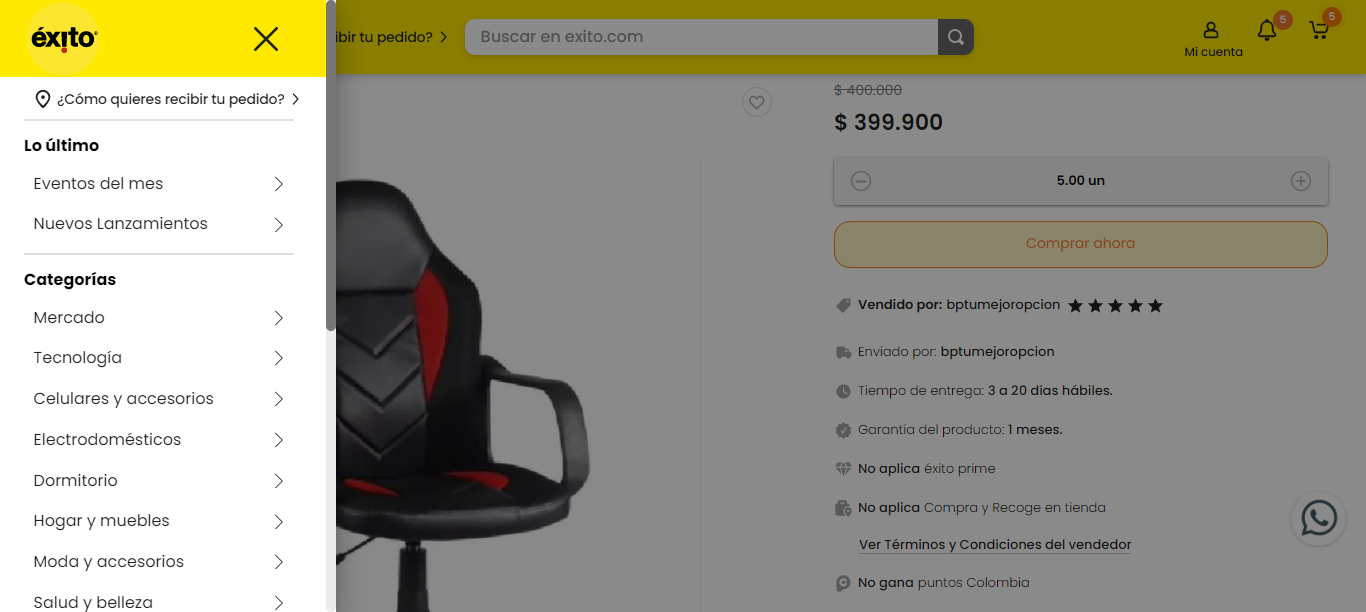 éxito
¿Cómo quieres recibir tu pedido?
Lo último
Eventos del mes
Nuevos Lanzamientos
Categorías
Mercado
Tecnología
Celulares y accesorios
Electrodomésticos
Dormitorio
Hogar y muebles
Moda y accesorios
Salud y belleza
ibir tu pedido?
Buscar en exito.com
Mi cuenta
5
5
$ 400.000
$ 399.900
5.00 un
Comprar ahora
Vendido por: bptumejoropcion
Enviado por: bptumejoropcion
Tiempo de entrega: 3 a 20 días hábiles.
Garantía del producto: 1 meses.
No aplica éxito prime
No aplica Compra y Recoge en tienda
Ver Términos y Condiciones del vendedor
No gana puntos Colombia